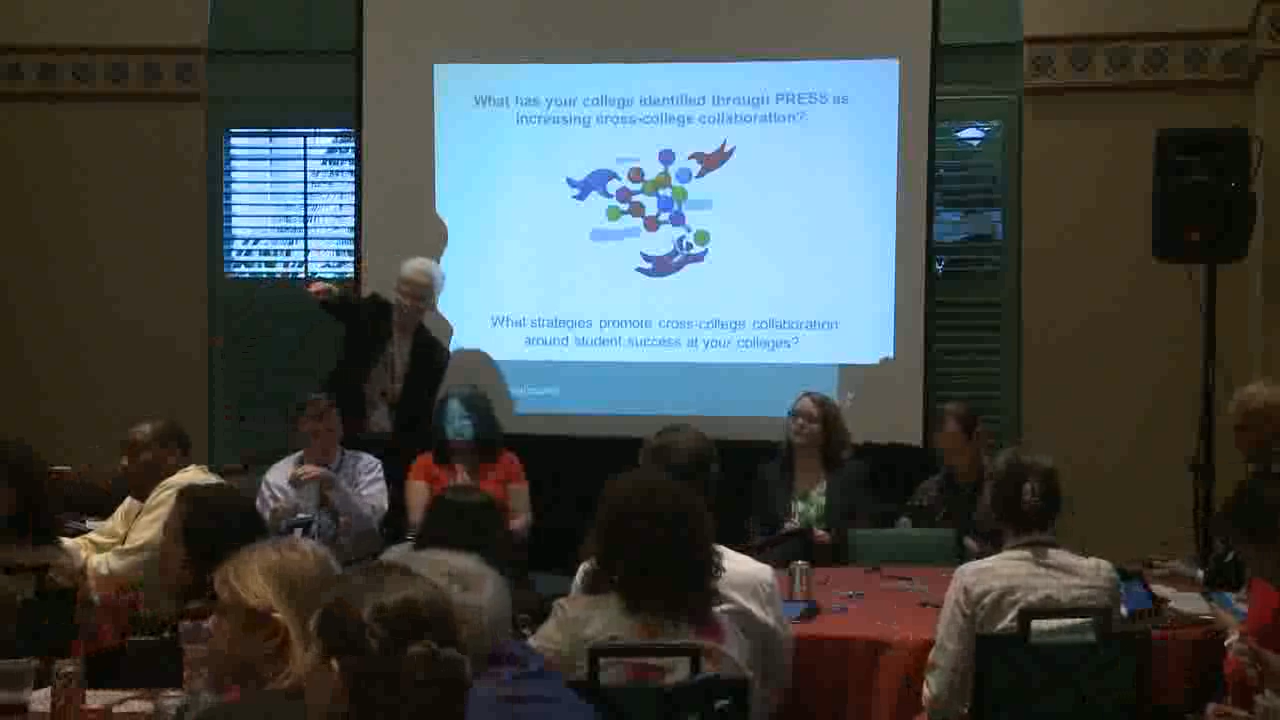 What has your college identified through PRESS as
increasing cross-college collaboration?
What strategies promote cross-college collaboration
around student success at your colleges?